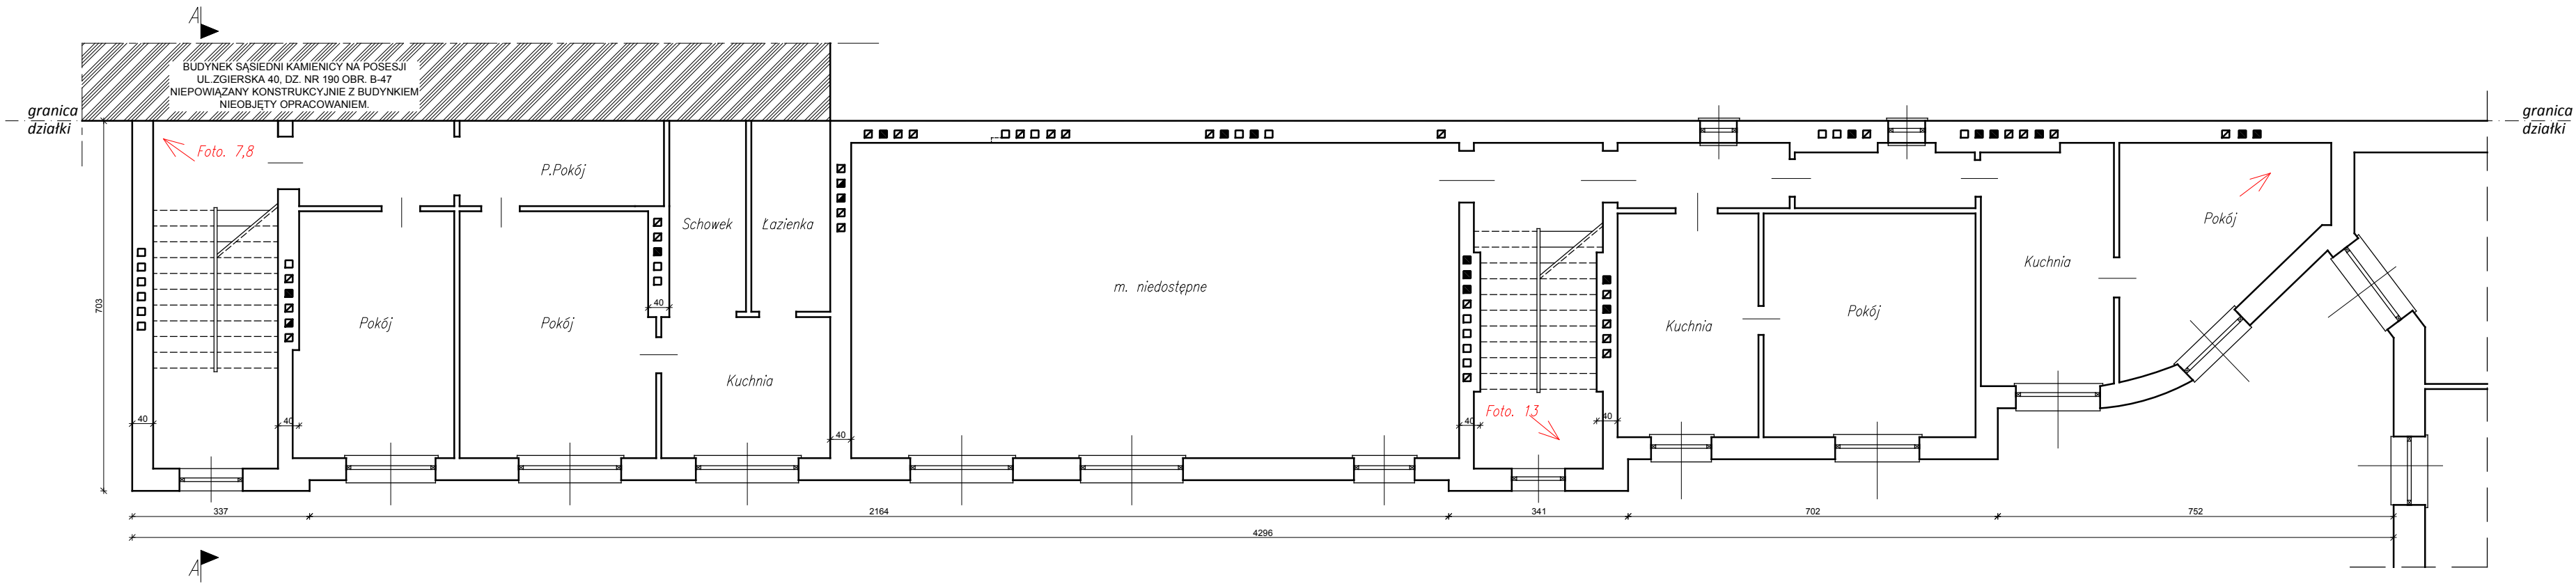 A
BUDYNEK SĄSIEDNI KAMIENICY NA POSESJI
UL.ZGIERSKA 40, DZ. NR 190 OBR. B-47
NIEPOWIĄZANY KONSTRUKCYJNIE Z BUDYNKIEM
NIEOBJĘTY OPRACOWANIEM.
granica
działki
granica
działki
Foto. 7,8
P.Pokój
Schowek
Łazienka
Pokój
Kuchnia
m. niedostępne
703
40
Pokój
Pokój
Kuchnia
Pokój
Kuchnia
Foto. 13
40
40
40
40
40
337
2164
341
702
752
4296
A